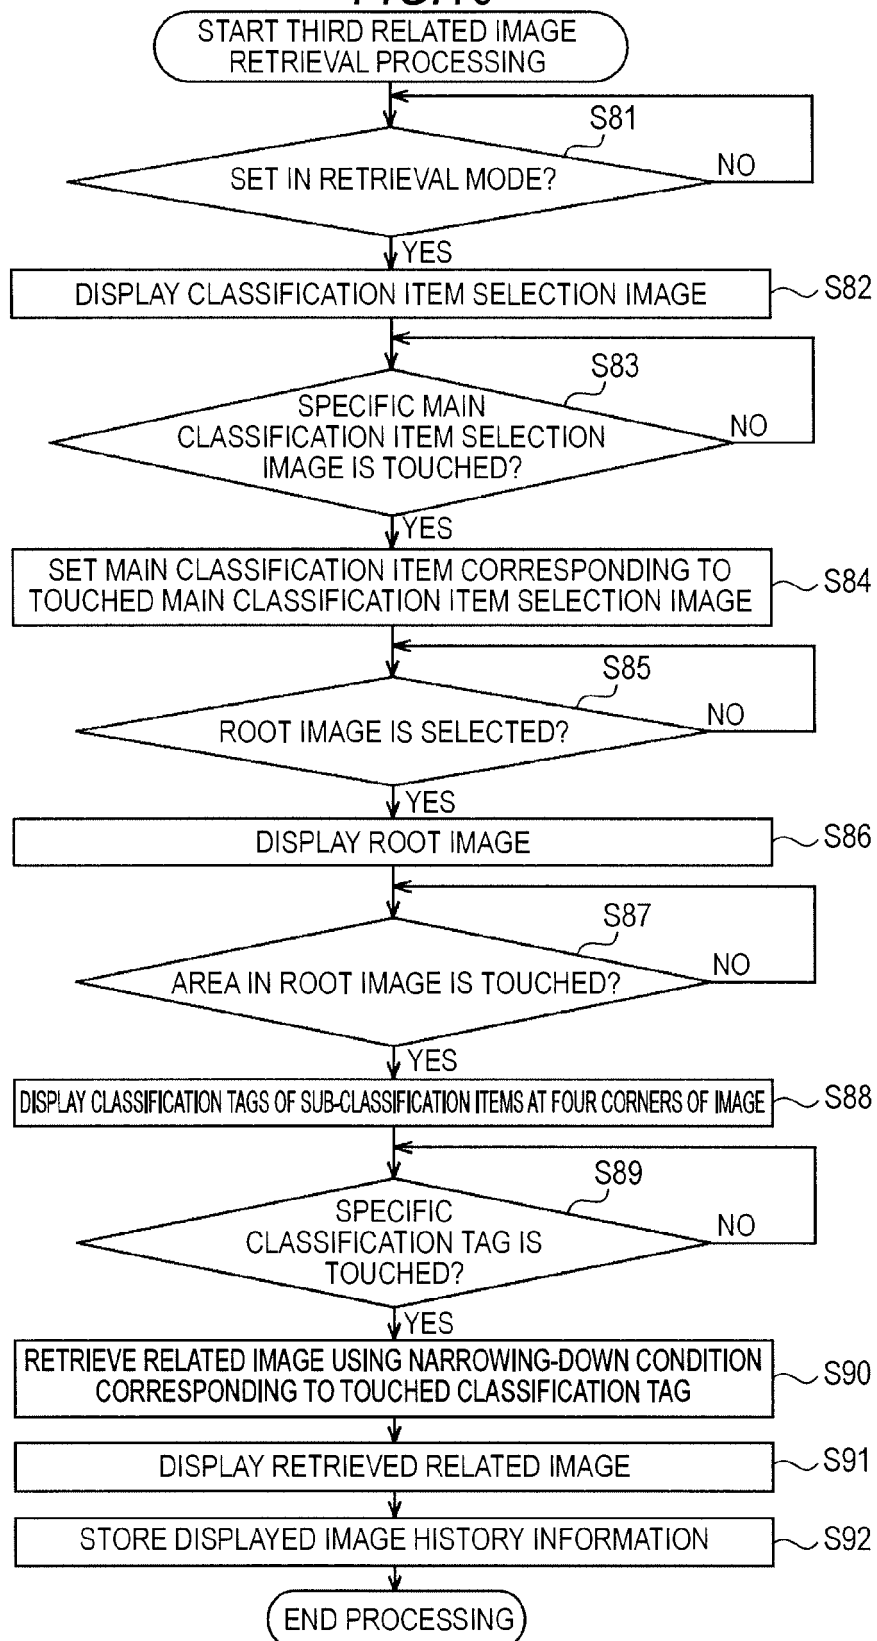 START THIRD RELATED IMAGE
RETRIEVAL PROCESSING
S81
SET IN RETRIEVAL MODE?
NO
YES
DISPLAY CLASSIFICATION ITEM SELECTION IMAGE
S82
S83
SPECIFIC MAIN
CLASSIFICATION ITEM SELECTION
IMAGE IS TOUCHED?
NO
YES
SET MAIN CLASSIFICATION ITEM CORRESPONDING TO
TOUCHED MAIN CLASSIFICATION ITEM SELECTION IMAGE
S84
S85
ROOT IMAGE IS SELECTED?
NO
YES
DISPLAY ROOT IMAGE
S86
S87
AREA IN ROOT IMAGE IS TOUCHED?
NO
YES
DISPLAY CLASSIFICATION TAGS OF SUB-CLASSIFICATION ITEMS AT FOUR CORNERS OF IMAGE
S88
S89
SPECIFIC
CLASSIFICATION TAG IS
TOUCHED?
NO
YES
RETRIEVE RELATED IMAGE USING NARROWING-DOWN CONDITION
CORRESPONDING TO TOUCHED CLASSIFICATION TAG
S90
DISPLAY RETRIEVED RELATED IMAGE
S91
STORE DISPLAYED IMAGE HISTORY INFORMATION
S92
END PROCESSING